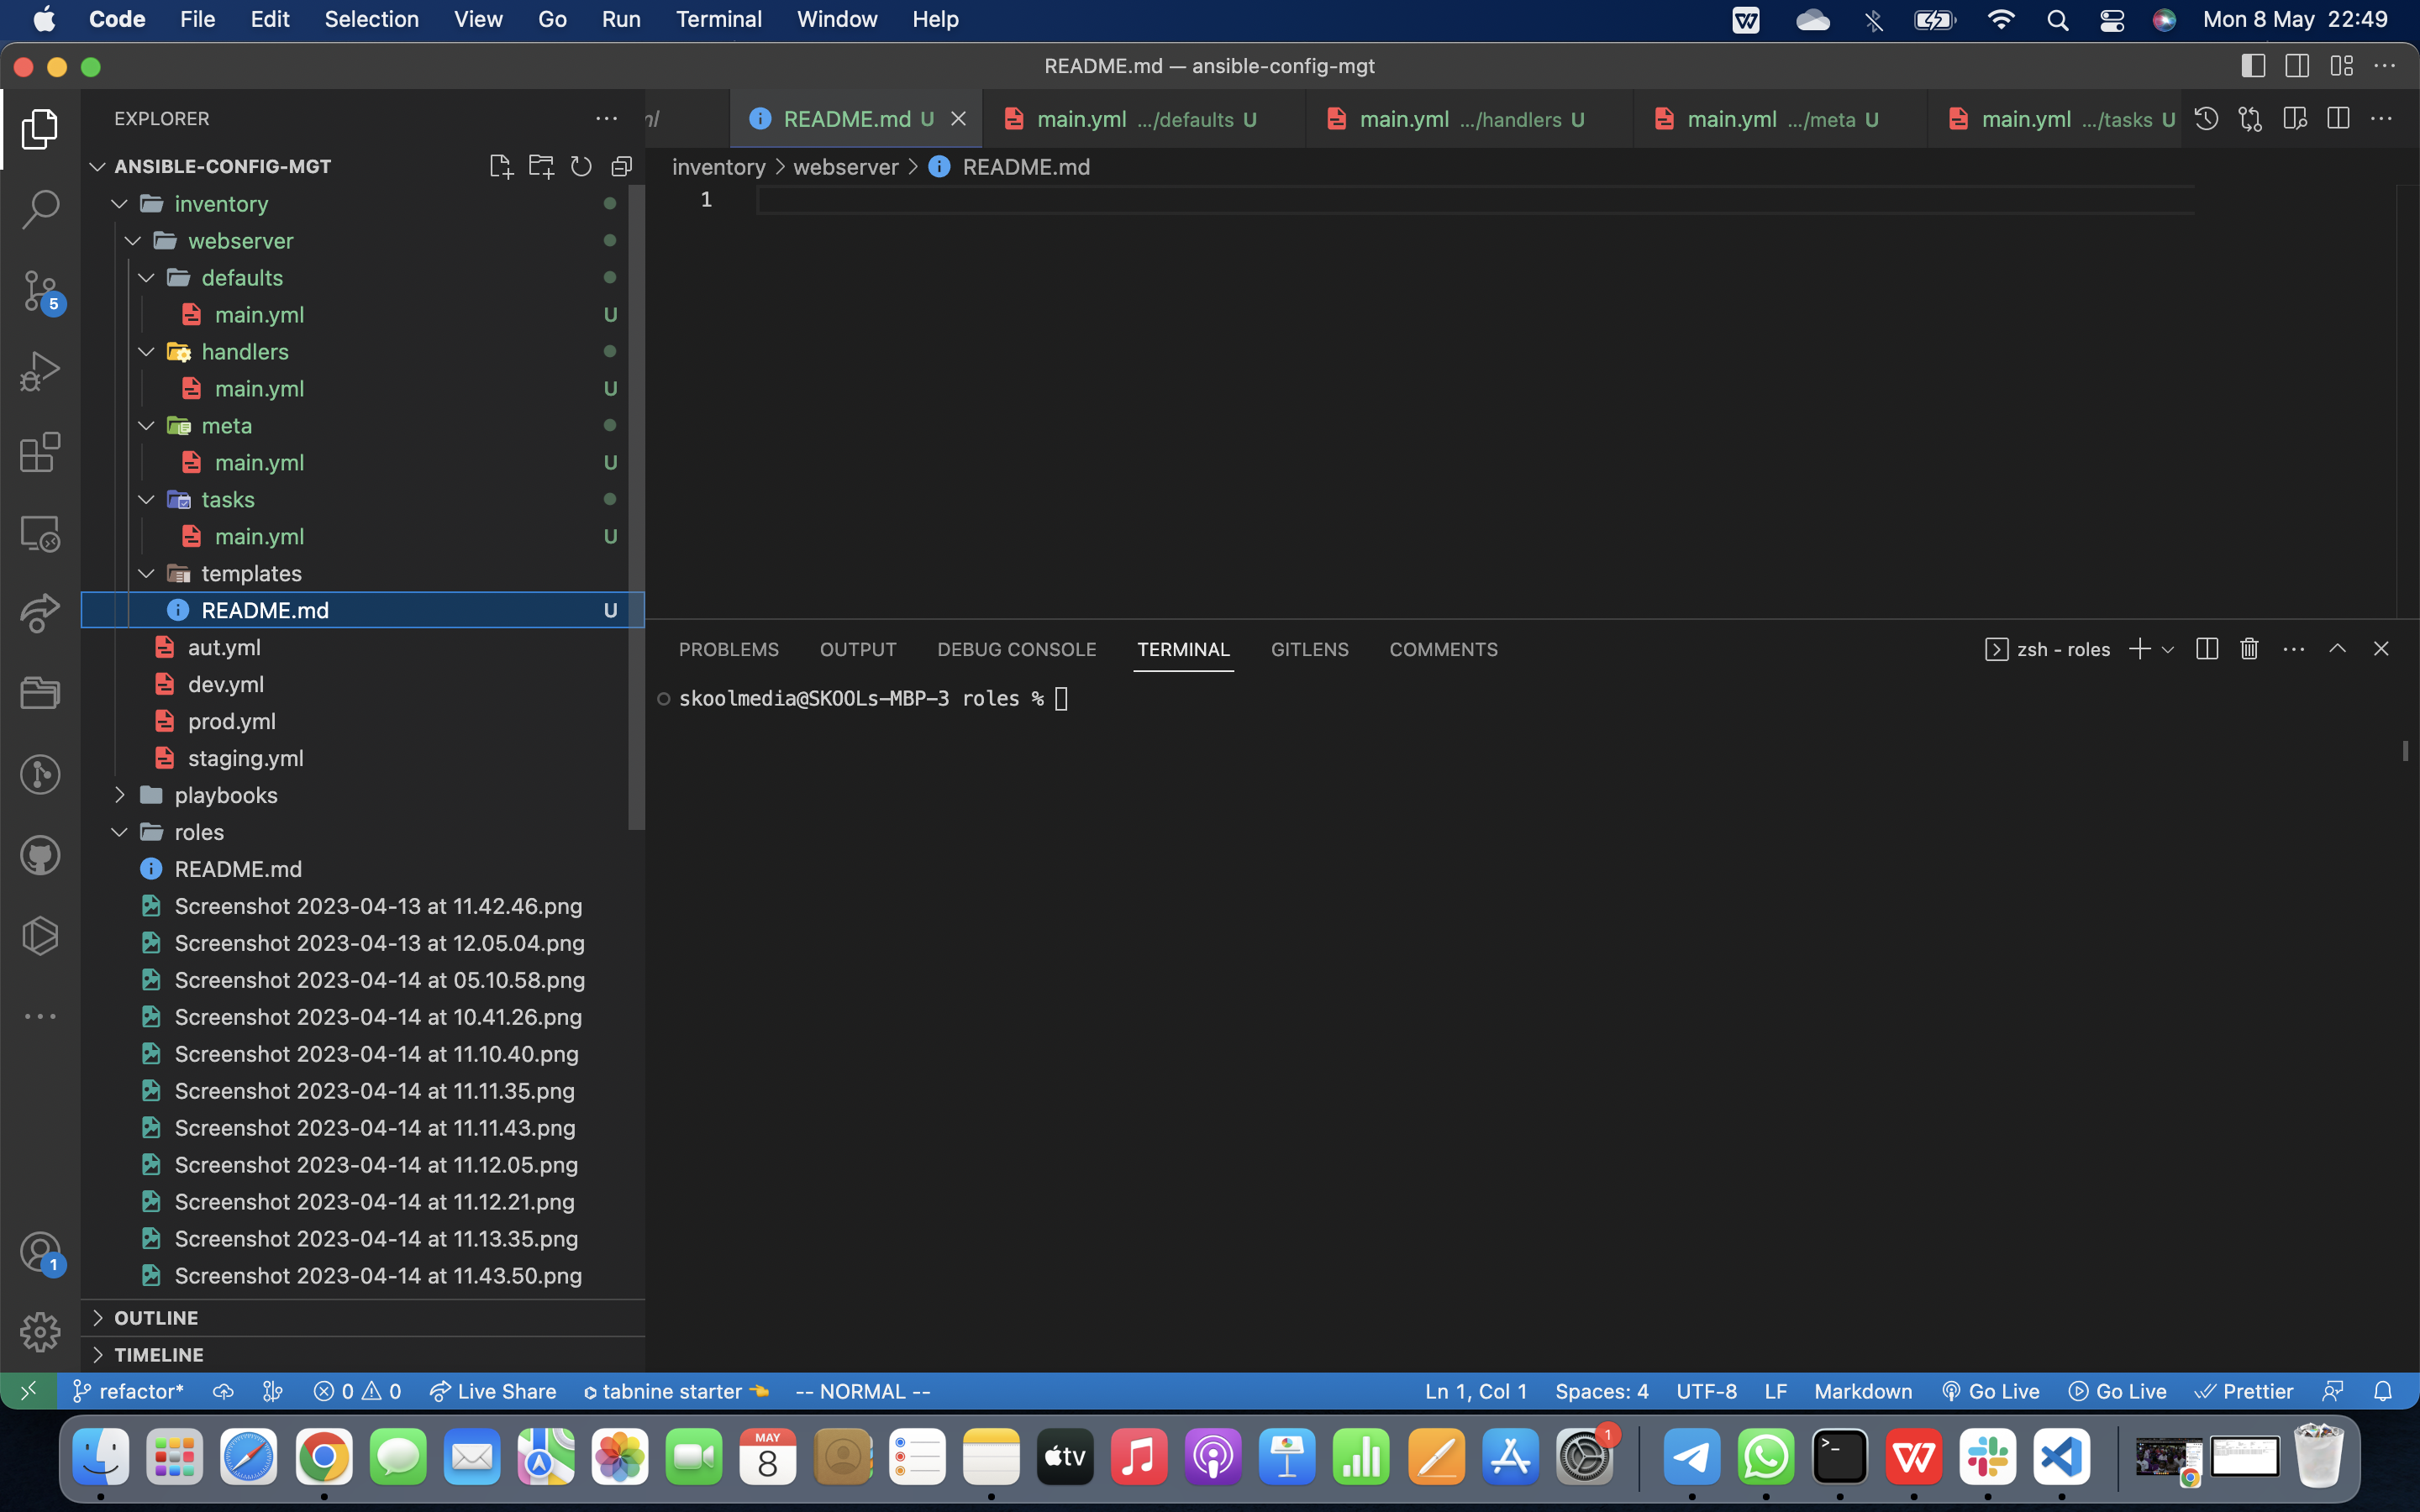 Code File Edit Selection View Go Run Terminal Window Help Mon 8 May 22:49
README.md — ansible-config-mgt
EXPLORER
README.md U
main.yml .../defaults U
main.yml .../handlers U
main.yml .../meta U
main.yml .../tasks U
inventory > webserver > README.md
1
ANSIBLE-CONFIG-MGT
inventory
webserver
defaults
main.yml U
handlers
main.yml U
meta
main.yml U
tasks
main.yml U
templates
README.md U
aut.yml
dev.yml
prod.yml
staging.yml
playbooks
roles
README.md
Screenshot 2023-04-13 at 11.42.46.png
Screenshot 2023-04-13 at 12.05.04.png
Screenshot 2023-04-14 at 05.10.58.png
Screenshot 2023-04-14 at 10.41.26.png
Screenshot 2023-04-14 at 11.10.40.png
Screenshot 2023-04-14 at 11.11.35.png
Screenshot 2023-04-14 at 11.11.43.png
Screenshot 2023-04-14 at 11.12.05.png
Screenshot 2023-04-14 at 11.12.21.png
Screenshot 2023-04-14 at 11.13.35.png
Screenshot 2023-04-14 at 11.43.50.png
OUTLINE
TIMELINE
5
1
PROBLEMS OUTPUT DEBUG CONSOLE TERMINAL GITLENS COMMENTS
zsh - roles
skoolmedia@SKOOLs-MBP-3 roles %
refactor* 0 0 Live Share tabnine starter -- NORMAL --
Ln 1, Col 1 Spaces: 4 UTF-8 LF Markdown Go Live Go Live Prettier
MAY
8
tv
1